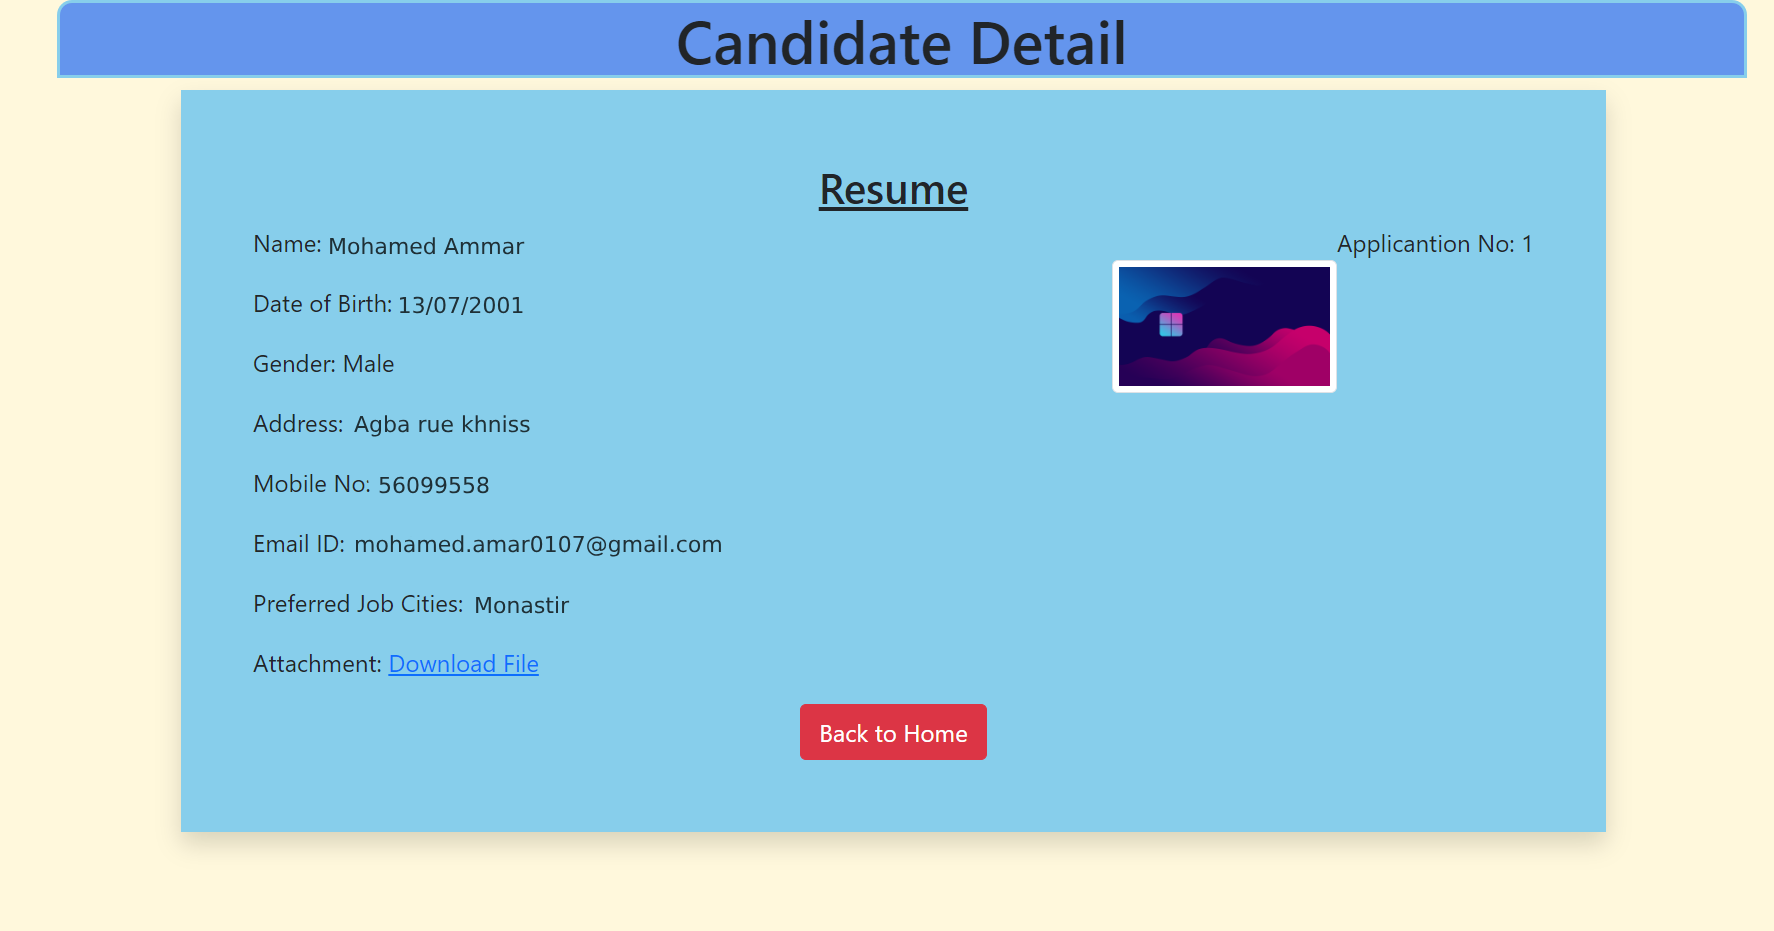 Candidate Detail
Resume
Name: Mohamed Ammar
Applicantion No: 1
Date of Birth: 13/07/2001
Gender: Male
Address: Agba rue khniss
Mobile No: 56099558
Email ID: mohamed.amar0107@gmail.com
Preferred Job Cities: Monastir
Attachment: Download File
Back to Home